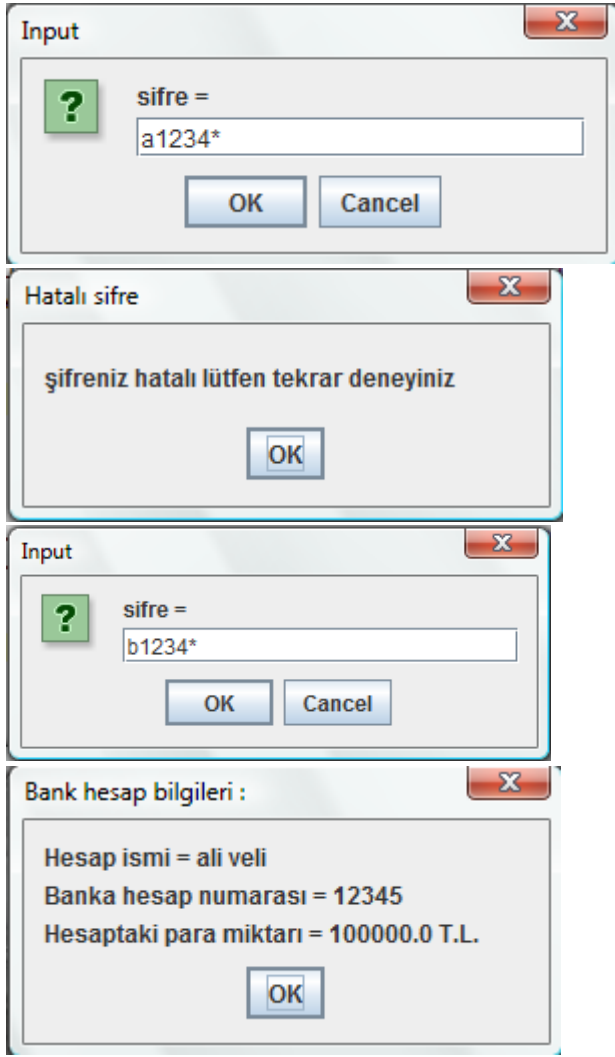 Input
sifre =
a1234*
OK
Cancel
Hatalı sifre
şifreniz hatalı lütfen tekrar deneyiniz
OK
Input
sifre =
b1234*
OK
Cancel
Bank hesap bilgileri :
Hesap ismi = ali veli
Banka hesap numarası = 12345
Hesaptaki para miktarı = 100000.0 T.L.
OK